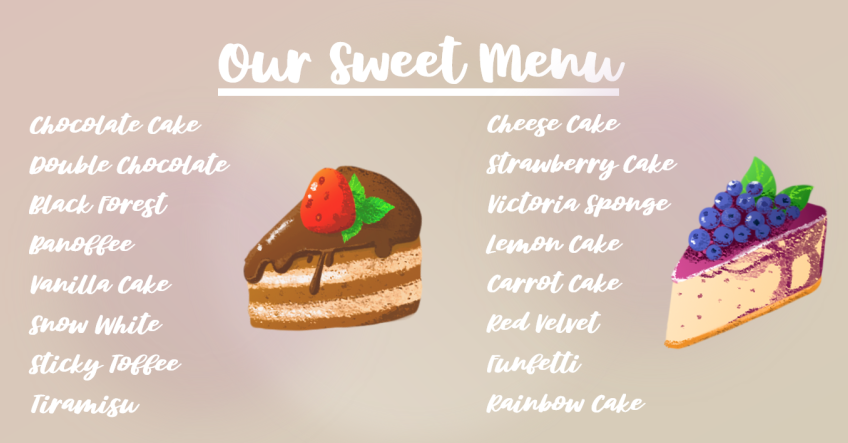 Our Sweet Menu
Chocolate Cake
Double Chocolate
Black Forest
Banoffee
Vanilla Cake
Snow White
Sticky Toffee
Tiramisu
Cheese Cake
Strawberry Cake
Victoria Sponge
Lemon Cake
Carrot Cake
Red Velvet
Funfetti
Rainbow Cake